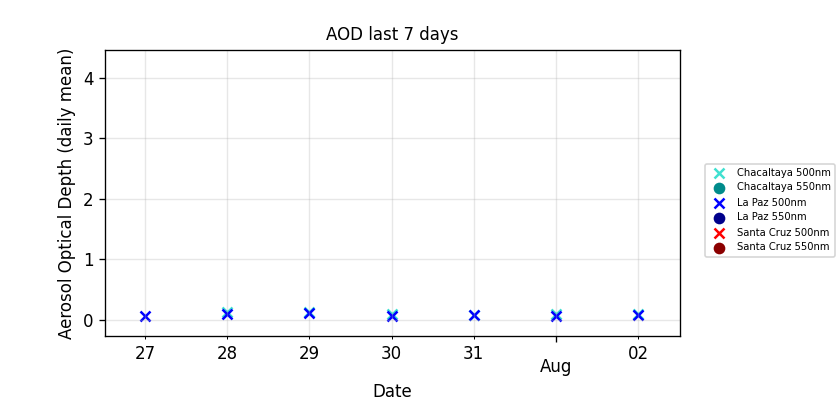 AOD last 7 days
Aerosol Optical Depth (daily mean)
4
3
2
1
0
27 28 29 30 31 Aug 02
Date
Chacaltaya 500nm
Chacaltaya 550nm
La Paz 500nm
La Paz 550nm
Santa Cruz 500nm
Santa Cruz 550nm